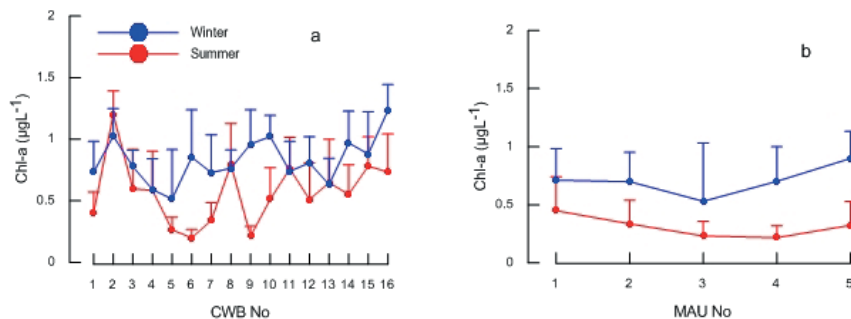 2
2
Winter
a
b
Summer
1.5
1.5
Chl-a (µgL⁻¹)
Chl-a (µgL⁻¹)
1
1
0.5
0.5
0
0
1 2 3 4 5 6 7 8 9 10 11 12 13 14 15 16
1 2 3 4 5
CWB No
MAU No